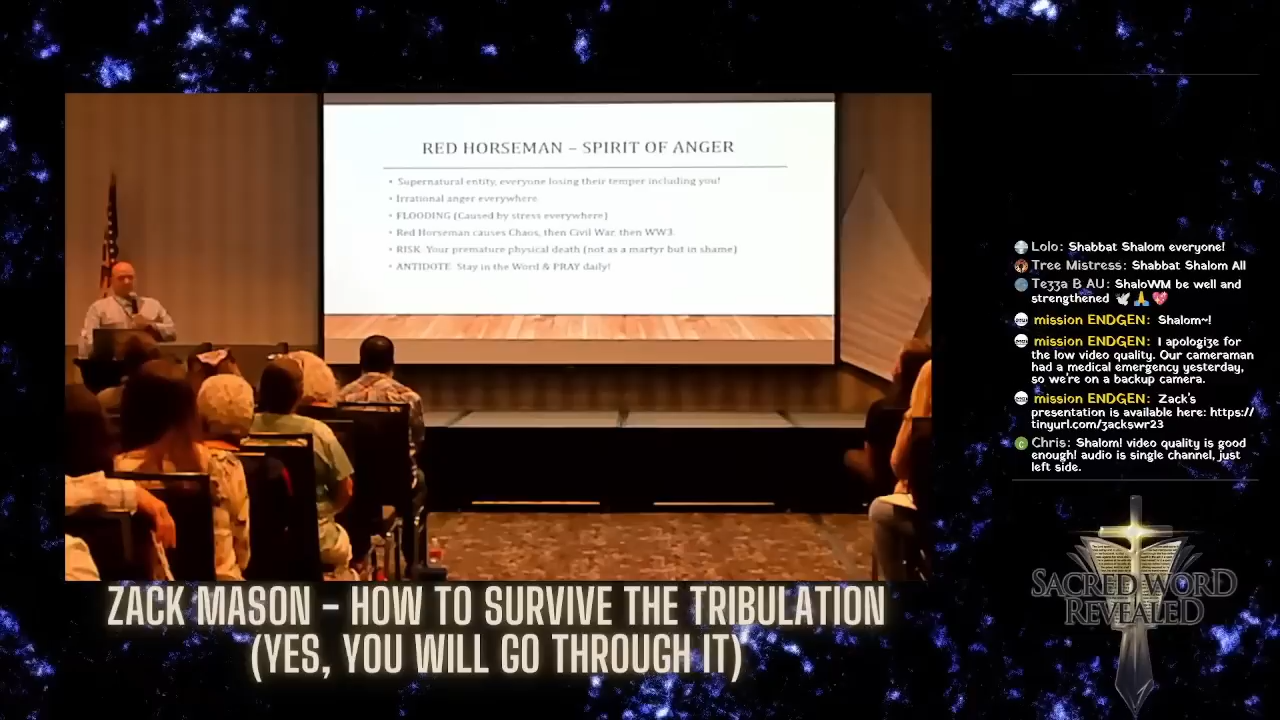 RED HORSEMAN – SPIRIT OF ANGER
• Supernatural entity, everyone losing their temper including you!
• Irrational anger everywhere
• FLOODING (Caused by stress everywhere)
• Red Horseman causes Chaos, then Civil War, then WW3.
• RISK: Your premature physical death (not as a martyr but in shame)
• ANTIDOTE: Stay in the Word & PRAY daily!
Lolo: Shabbat Shalom everyone!
Tree Mistress: Shabbat Shalom All
Tezza B AU: ShaloWM be well and
strengthened 🕊️🙏💖
mission ENDGEN: Shalom~!
mission ENDGEN: I apologize for
the low video quality. Our cameraman
had a medical emergency yesterday,
so we're on a backup camera.
mission ENDGEN: Zack's
presentation is available here: https://
tinyurl.com/zackswr23
C Chris: Shalom! video quality is good
enough! audio is single channel, just
left side.
SACRED WORD
REVEALED
ZACK MASON – HOW TO SURVIVE THE TRIBULATION
(YES, YOU WILL GO THROUGH IT)